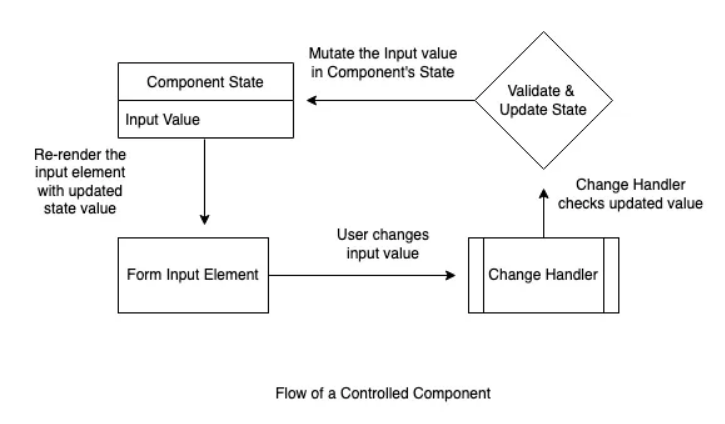 Mutate the Input value
in Component's State
Component State
Input Value
Validate &
Update State
Re-render the
input element
with updated
state value
Change Handler
checks updated value
User changes
input value
Form Input Element
Change Handler
Flow of a Controlled Component